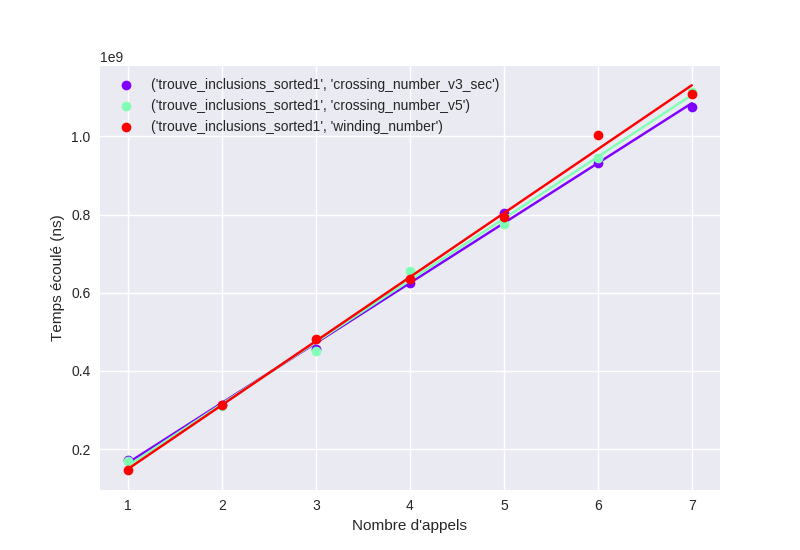 1e9
('trouve_inclusions_sorted1', 'crossing_number_v3_sec')
('trouve_inclusions_sorted1', 'crossing_number_v5')
('trouve_inclusions_sorted1', 'winding_number')
1.0
0.8
0.6
0.4
0.2
Temps écoulé (ns)
1 2 3 4 5 6 7
Nombre d'appels